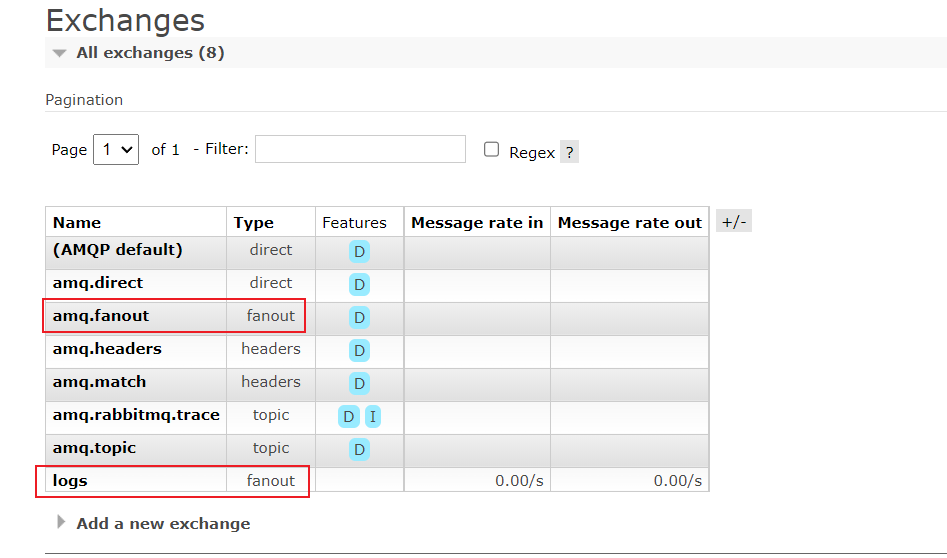 Exchanges
All exchanges (8)
Pagination
Page 1 of 1 - Filter: Regex ?
Name Type Features Message rate in Message rate out +/-
(AMQP default) direct D
amq.direct direct D
amq.fanout fanout D
amq.headers headers D
amq.match headers D
amq.rabbitmq.trace topic D I
amq.topic topic D
logs fanout 0.00/s 0.00/s
Add a new exchange